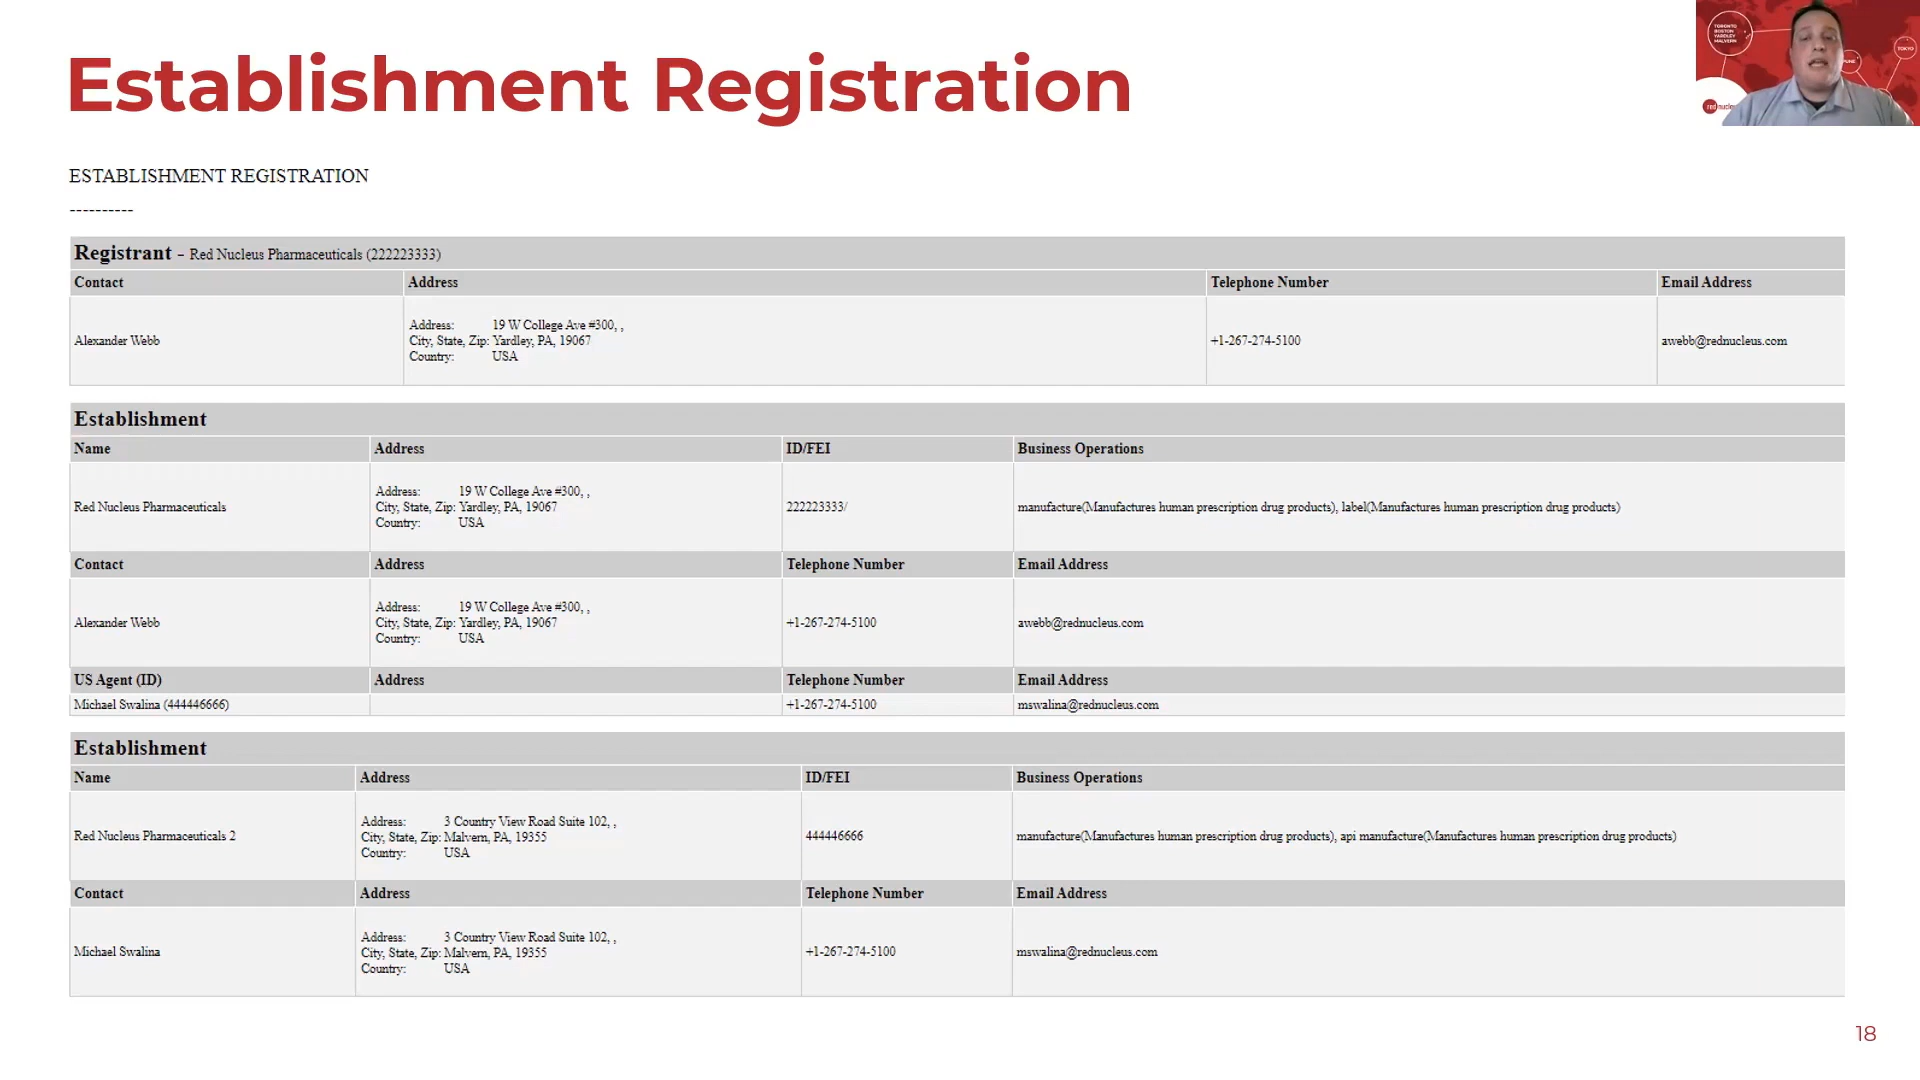 Establishment Registration
TORONTO
BOSTON
YARDLEY
MALVERN
TOKYO
red nucle
ESTABLISHMENT REGISTRATION
----------
Registrant - Red Nucleus Pharmaceuticals (222223333)
Contact Address Telephone Number Email Address
Address: 19 W College Ave #300, ,
Alexander Webb City, State, Zip: Yardley, PA, 19067 +1-267-274-5100 awebb@rednucleus.com
Country: USA
Establishment
Name Address ID/FEI Business Operations
Address: 19 W College Ave #300, ,
Red Nucleus Pharmaceuticals City, State, Zip: Yardley, PA, 19067 222223333/ manufacture(Manufactures human prescription drug products), label(Manufactures human prescription drug products)
Country: USA
Contact Address Telephone Number Email Address
Address: 19 W College Ave #300, ,
Alexander Webb City, State, Zip: Yardley, PA, 19067 +1-267-274-5100 awebb@rednucleus.com
Country: USA
US Agent (ID) Address Telephone Number Email Address
Michael Swalina (444446666) +1-267-274-5100 mswalina@rednucleus.com
Establishment
Name Address ID/FEI Business Operations
Address: 3 Country View Road Suite 102, ,
Red Nucleus Pharmaceuticals 2 City, State, Zip: Malvern, PA, 19355 444446666 manufacture(Manufactures human prescription drug products), api manufacture(Manufactures human prescription drug products)
Country: USA
Contact Address Telephone Number Email Address
Address: 3 Country View Road Suite 102, ,
Michael Swalina City, State, Zip: Malvern, PA, 19355 +1-267-274-5100 mswalina@rednucleus.com
Country: USA
18